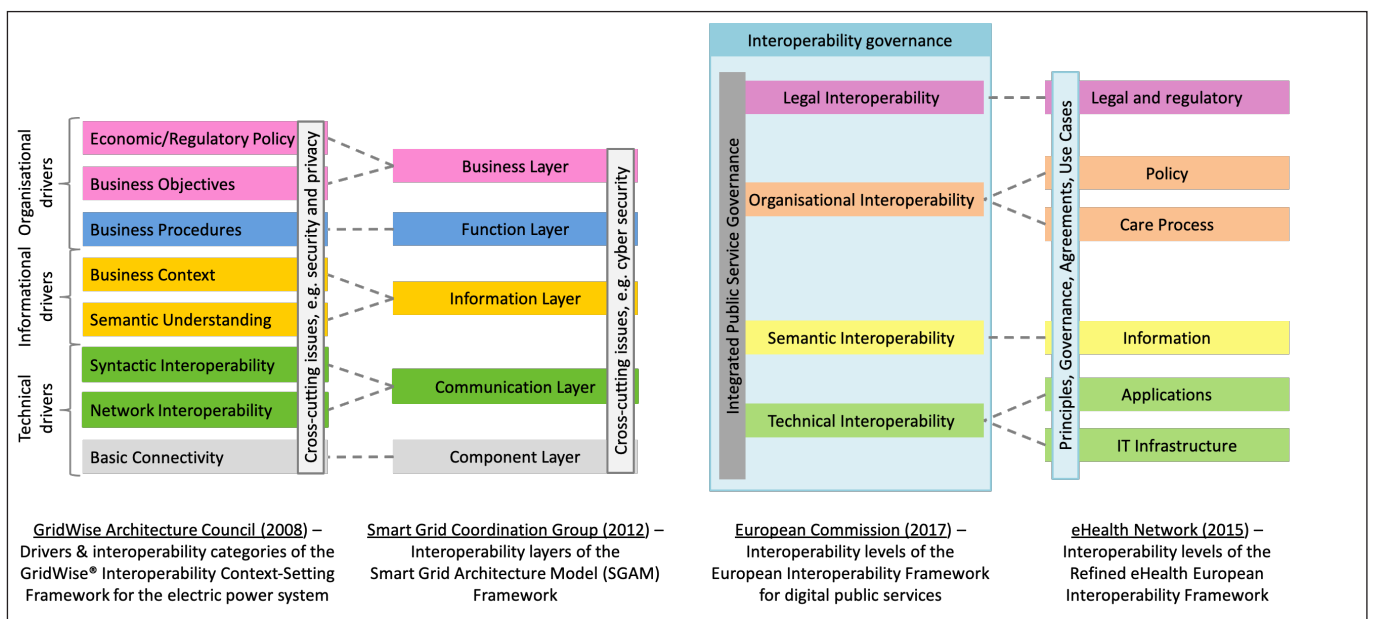 Organisational
drivers
Informational
drivers
Technical
drivers
Economic/Regulatory Policy
Business Objectives
Business Procedures
Business Context
Semantic Understanding
Syntactic Interoperability
Network Interoperability
Basic Connectivity
Cross-cutting issues, e.g. security and privacy
Business Layer
Function Layer
Information Layer
Communication Layer
Component Layer
Cross-cutting issues, e.g. cyber security
Interoperability governance
Integrated Public Service Governance
Legal Interoperability
Organisational Interoperability
Semantic Interoperability
Technical Interoperability
Principles, Governance, Agreements, Use Cases
Legal and regulatory
Policy
Care Process
Information
Applications
IT Infrastructure
GridWise Architecture Council (2008) –
Drivers & interoperability categories of the
GridWise® Interoperability Context-Setting
Framework for the electric power system
Smart Grid Coordination Group (2012) –
Interoperability layers of the
Smart Grid Architecture Model (SGAM)
Framework
European Commission (2017) –
Interoperability levels of the
European Interoperability Framework
for digital public services
eHealth Network (2015) –
Interoperability levels of the
Refined eHealth European
Interoperability Framework